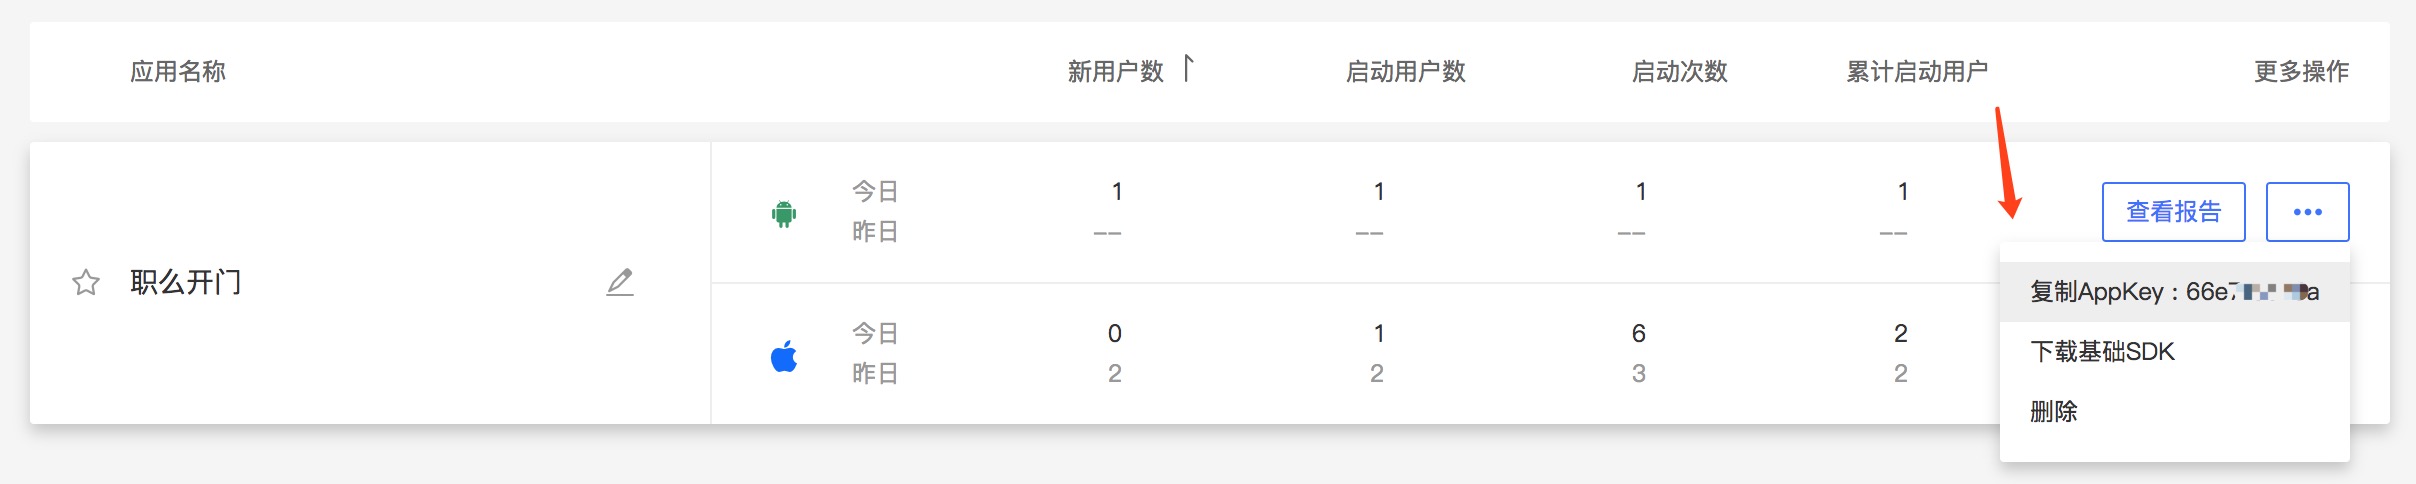 应用名称 新用户数 启动用户数 启动次数 累计启动用户 更多操作
今日 1 1 1 1 查看报告 •••
昨日 -- -- -- --
职么开门
复制AppKey：66e7 a
今日 0 1 6 2
下载基础SDK
昨日 2 2 3 2
删除